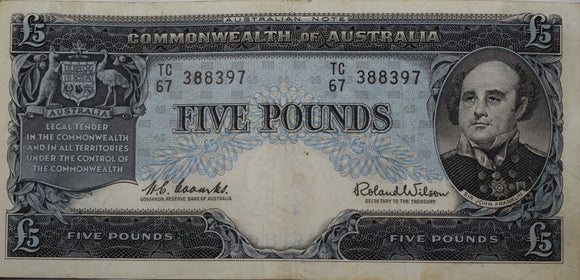 AUSTRALIAN NOTE
£5 COMMONWEALTH OF AUSTRALIA £5
TC 67 388397
TC 67 388397
AUSTRALIA
LEGAL TENDER
IN THE COMMONWEALTH
AND IN ALL TERRITORIES
UNDER THE CONTROL OF
THE COMMONWEALTH
FIVE POUNDS
H.C. Coombs.
GOVERNOR, RESERVE BANK OF AUSTRALIA
Roland Wilson
SECRETARY TO THE TREASURY
SIR JOHN FRANKLIN
£5 FIVE POUNDS
FIVE POUNDS £5